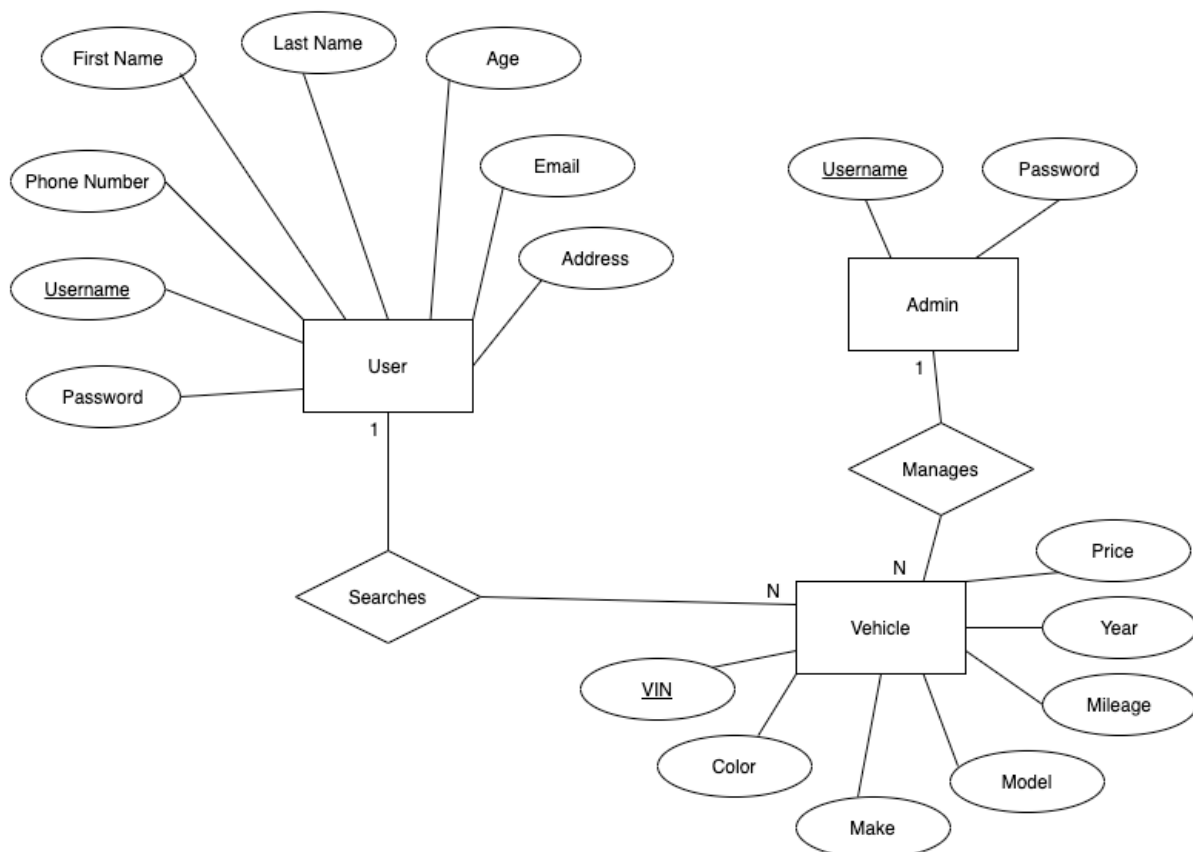 Last Name
First Name
Age
Email
Phone Number
Username
Password
Address
Username
Password
User
Admin
1
1
Manages
Searches
N
N
Price
Vehicle
Year
VIN
Mileage
Color
Model
Make